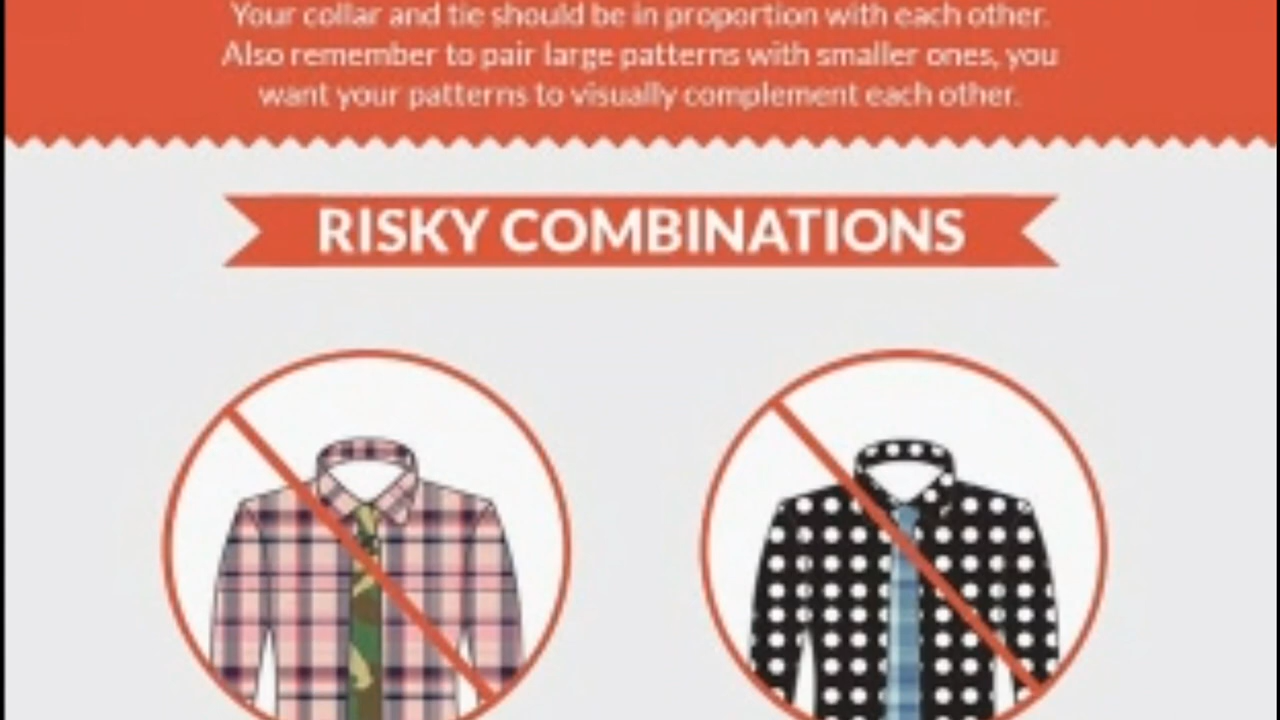 Your collar and tie should be in proportion with each other.
Also remember to pair large patterns with smaller ones, you
want your patterns to visually complement each other.
RISKY COMBINATIONS